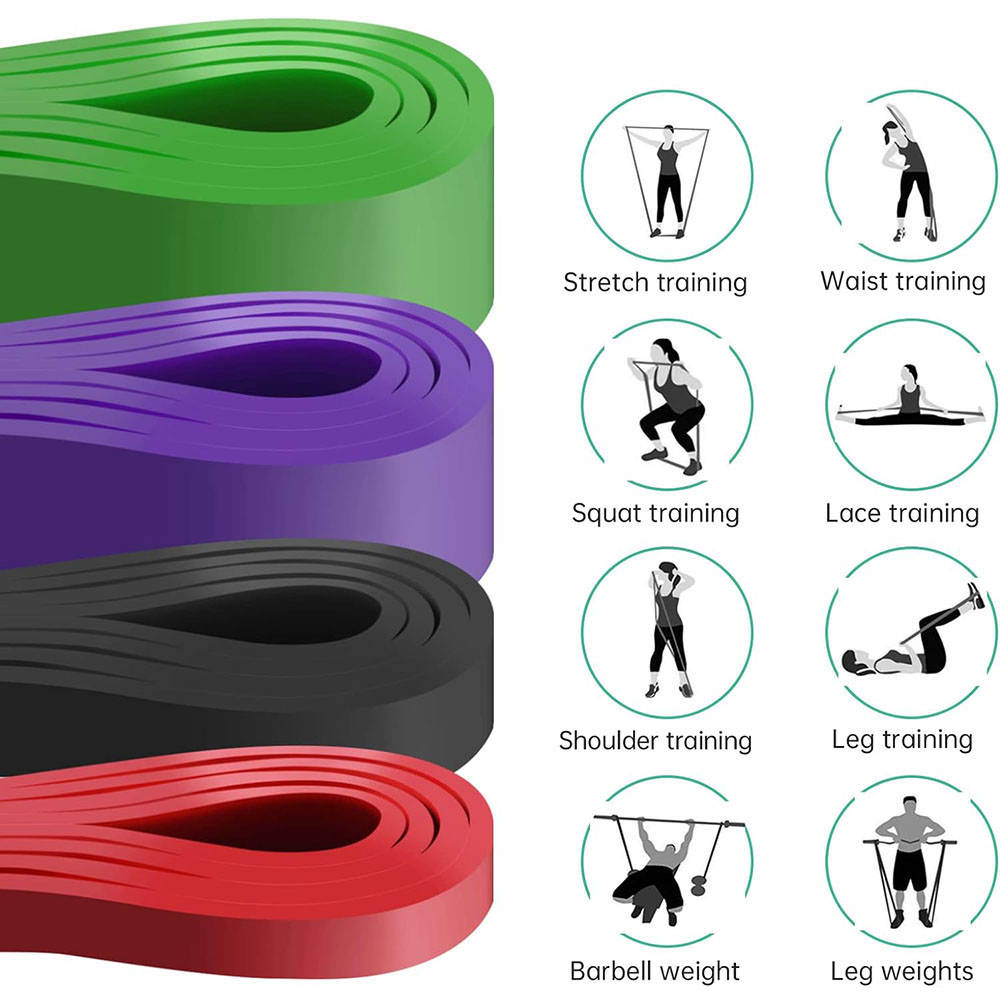 Stretch training
Waist training
Squat training
Lace training
Shoulder training
Leg training
Barbell weight
Leg weights